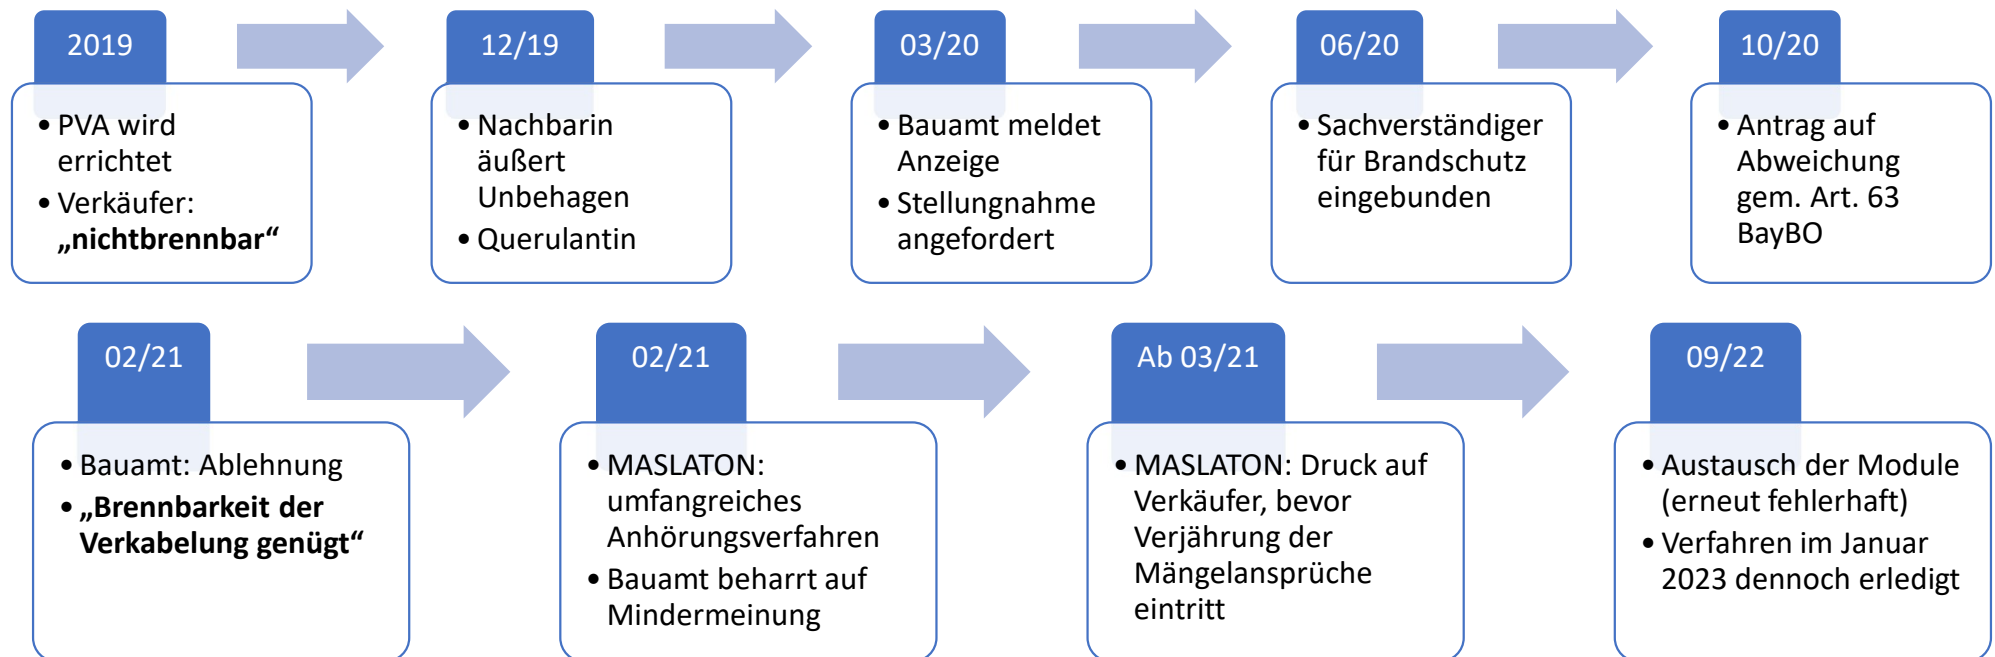 2019
• PVA wird
errichtet
• Verkäufer:
„nichtbrennbar“
12/19
• Nachbarin
äußert
Unbehagen
• Querulantin
03/20
• Bauamt meldet
Anzeige
• Stellungnahme
angefordert
06/20
• Sachverständiger
für Brandschutz
eingebunden
10/20
• Antrag auf
Abweichung
gem. Art. 63
BayBO
02/21
• Bauamt: Ablehnung
• „Brennbarkeit der
Verkabelung genügt“
02/21
• MASLATON:
umfangreiches
Anhörungsverfahren
• Bauamt beharrt auf
Mindermeinung
Ab 03/21
• MASLATON: Druck auf
Verkäufer, bevor
Verjährung der
Mängelansprüche
eintritt
09/22
• Austausch der Module
(erneut fehlerhaft)
• Verfahren im Januar
2023 dennoch erledigt